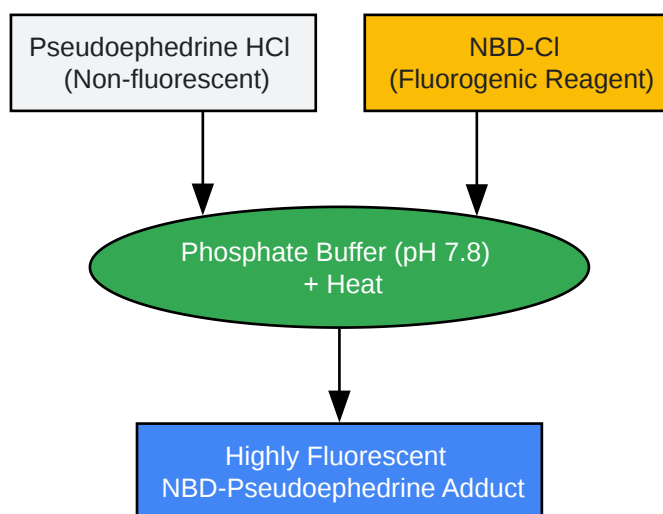 Pseudoephedrine HCl
(Non-fluorescent)
NBD-Cl
(Fluorogenic Reagent)
Phosphate Buffer (pH 7.8)
+ Heat
Highly Fluorescent
NBD-Pseudoephedrine Adduct